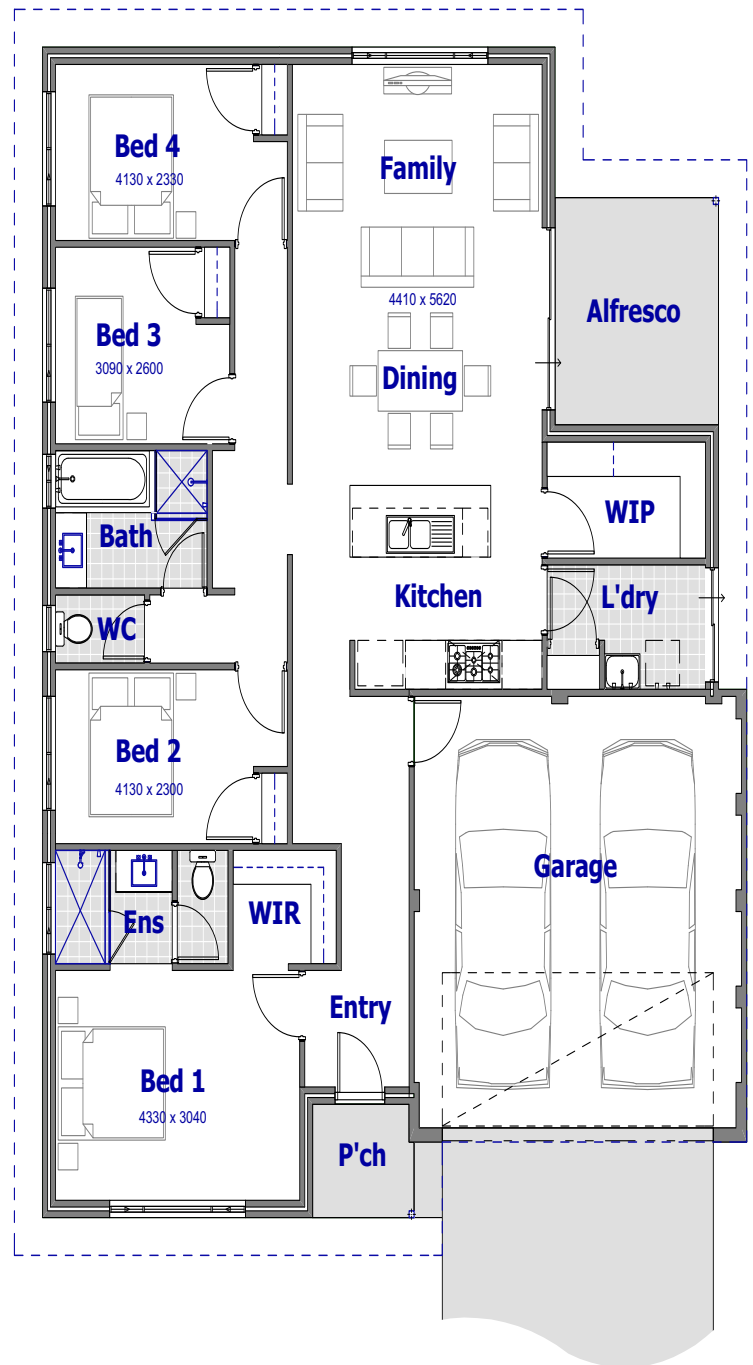 Bed 4
4130 x 2330
Family
4410 x 5620
Alfresco
Bed 3
3090 x 2600
Dining
WIP
Bath
Kitchen
L'dry
WC
Bed 2
4130 x 2300
Garage
Ens
WIR
Entry
Bed 1
4330 x 3040
P'ch